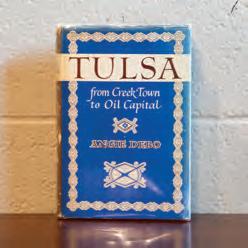 TULSA
from Creek Town
to Oil Capital
ANGIE DEBO